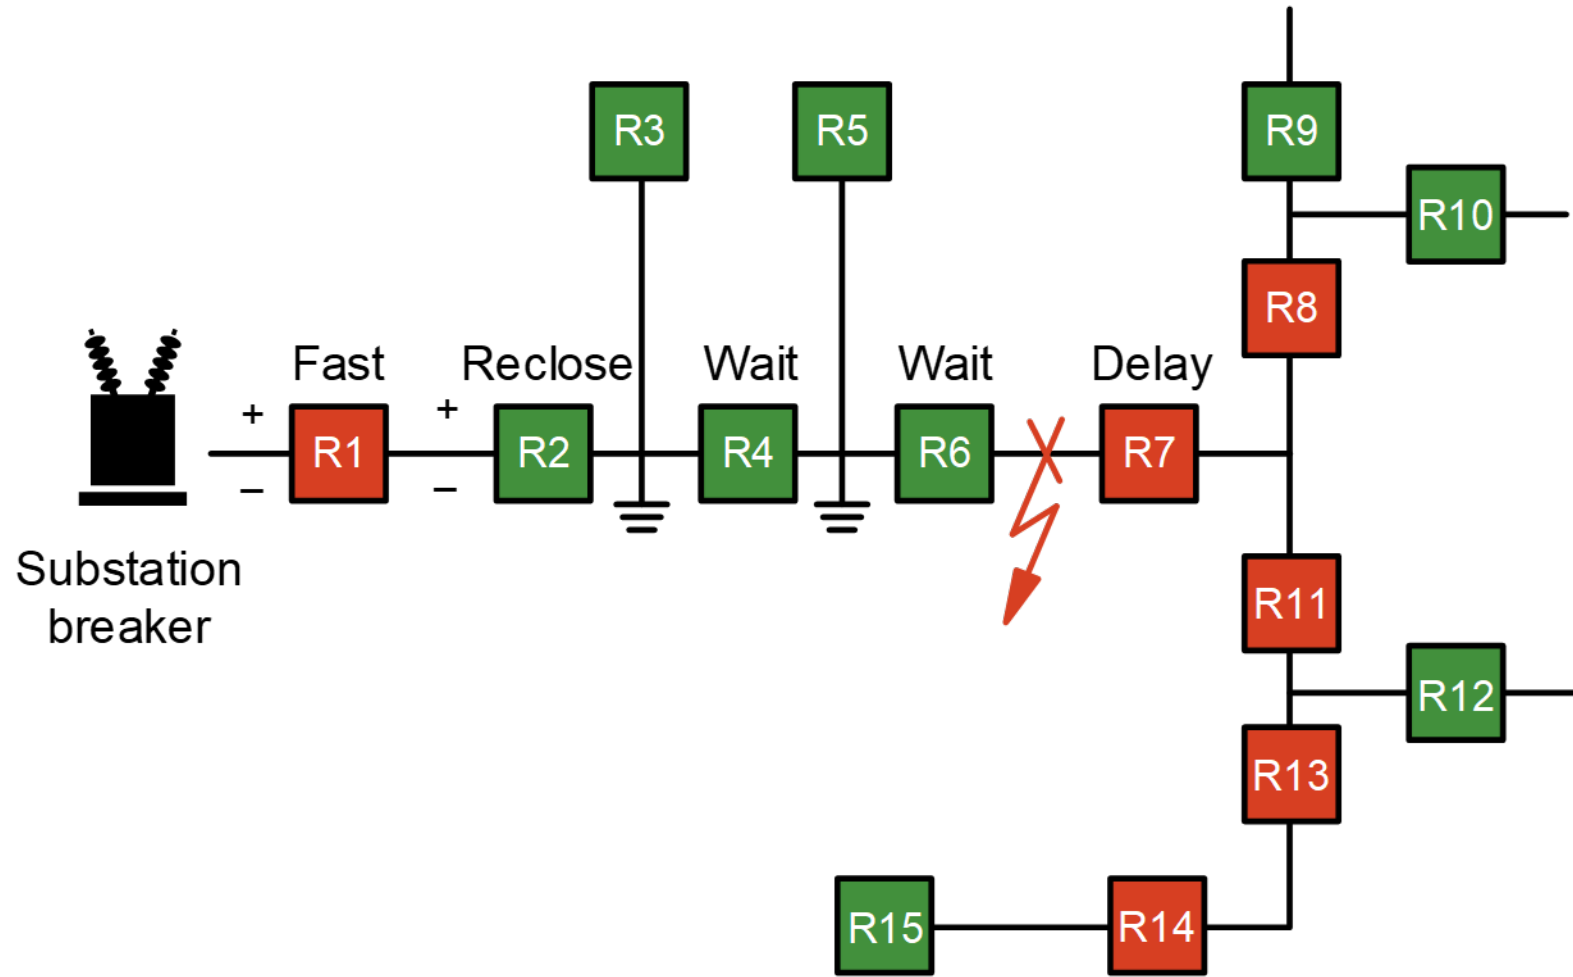 R9
R3
R5
R10
R8
Fast
Reclose
Wait
Wait
Delay
+
+
R1
R2
R4
R6
R7
–
–
Substation
breaker
R11
R12
R13
R15
R14